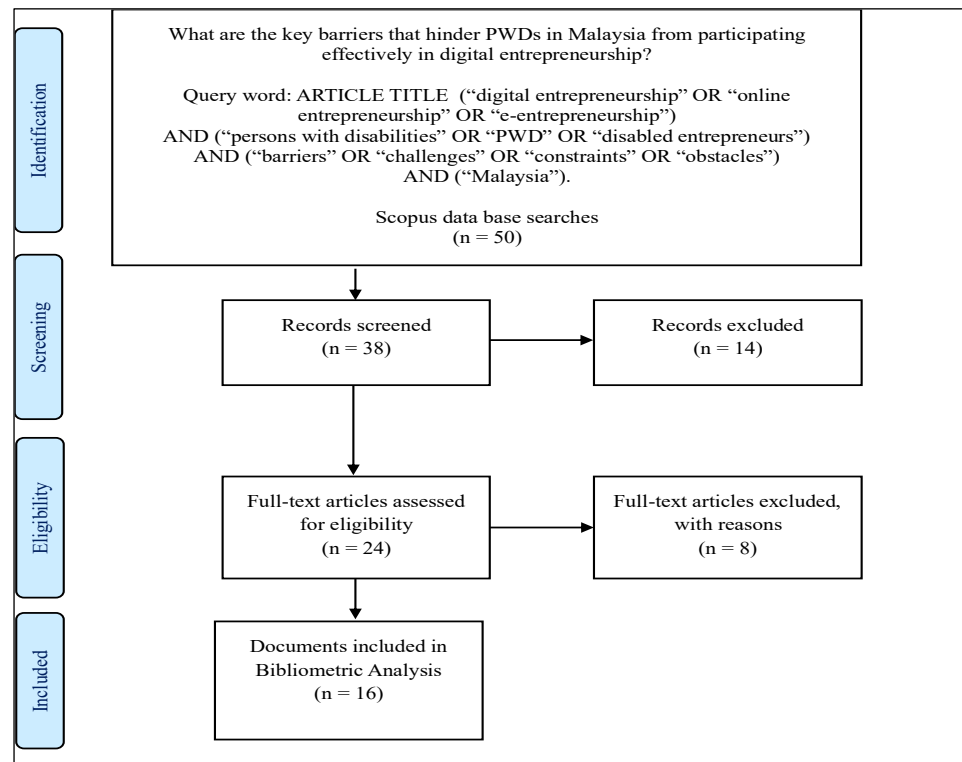 What are the key barriers that hinder PWDs in Malaysia from participating
effectively in digital entrepreneurship?
Query word: ARTICLE TITLE (“digital entrepreneurship” OR “online
entrepreneurship” OR “e-entrepreneurship”)
AND (“persons with disabilities” OR “PWD” OR “disabled entrepreneurs”)
AND (“barriers” OR “challenges” OR “constraints” OR “obstacles”)
AND (“Malaysia”).
Scopus data base searches
(n = 50)
Identification
Records screened
(n = 38)
Records excluded
(n = 14)
Screening
Full-text articles assessed
for eligibility
(n = 24)
Full-text articles excluded,
with reasons
(n = 8)
Eligibility
Documents included in
Bibliometric Analysis
(n = 16)
Included